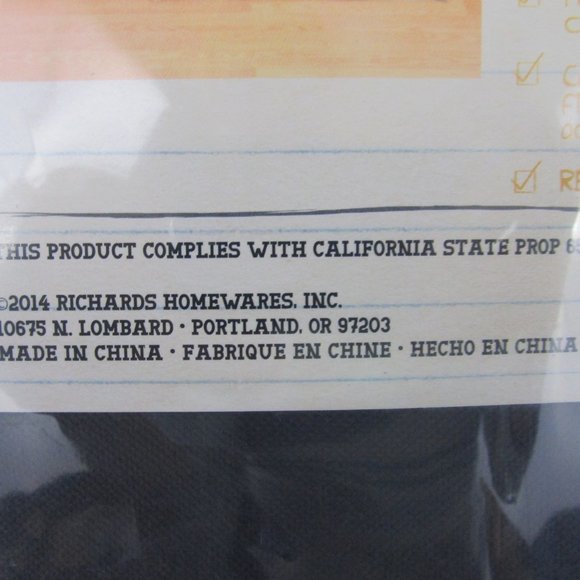 THIS PRODUCT COMPLIES WITH CALIFORNIA STATE PROP 65
©2014 RICHARDS HOMEWARES, INC.
10675 N. LOMBARD · PORTLAND, OR 97203
MADE IN CHINA · FABRIQUE EN CHINE · HECHO EN CHINA